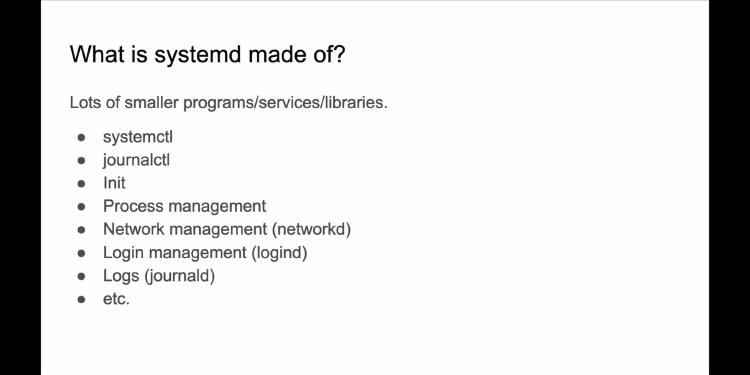 What is systemd made of?
Lots of smaller programs/services/libraries.
● systemctl
● journalctl
● Init
● Process management
● Network management (networkd)
● Login management (logind)
● Logs (journald)
● etc.